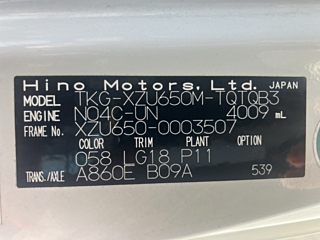 Hino Motors, Ltd. JAPAN
MODEL TKG-XZU650M-TQTQB3
ENGINE N04C-UN 4009 mL
FRAME No. XZU650-0003507
COLOR TRIM PLANT OPTION
058 LG18 P11
TRANS./AXLE A860E B09A 539